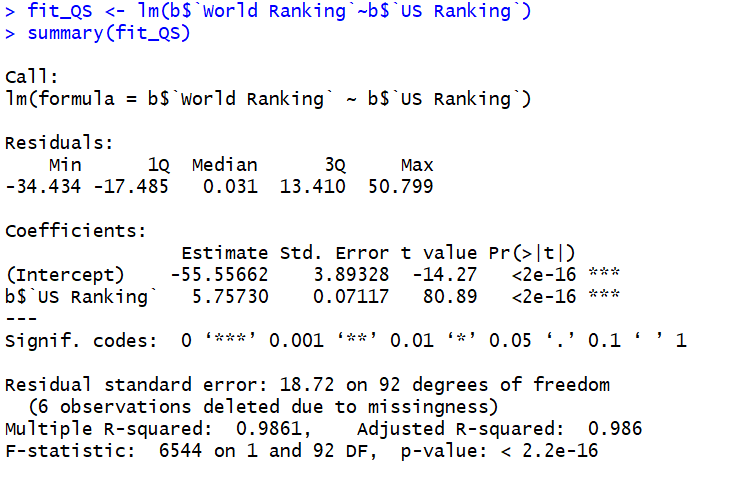 > fit_QS <- lm(b$`World Ranking`~b$`US Ranking`)
> summary(fit_QS)
Call:
lm(formula = b$`World Ranking` ~ b$`US Ranking`)
Residuals:
    Min      1Q  Median      3Q     Max
-34.434 -17.485   0.031  13.410  50.799
Coefficients:
                Estimate Std. Error t value Pr(>|t|)
(Intercept)    -55.55662    3.89328  -14.27   <2e-16 ***
b$`US Ranking`   5.75730    0.07117   80.89   <2e-16 ***
---
Signif. codes:  0 ‘***’ 0.001 ‘**’ 0.01 ‘*’ 0.05 ‘.’ 0.1 ‘ ’ 1
Residual standard error: 18.72 on 92 degrees of freedom
  (6 observations deleted due to missingness)
Multiple R-squared:  0.9861,    Adjusted R-squared:  0.986
F-statistic:  6544 on 1 and 92 DF,  p-value: < 2.2e-16